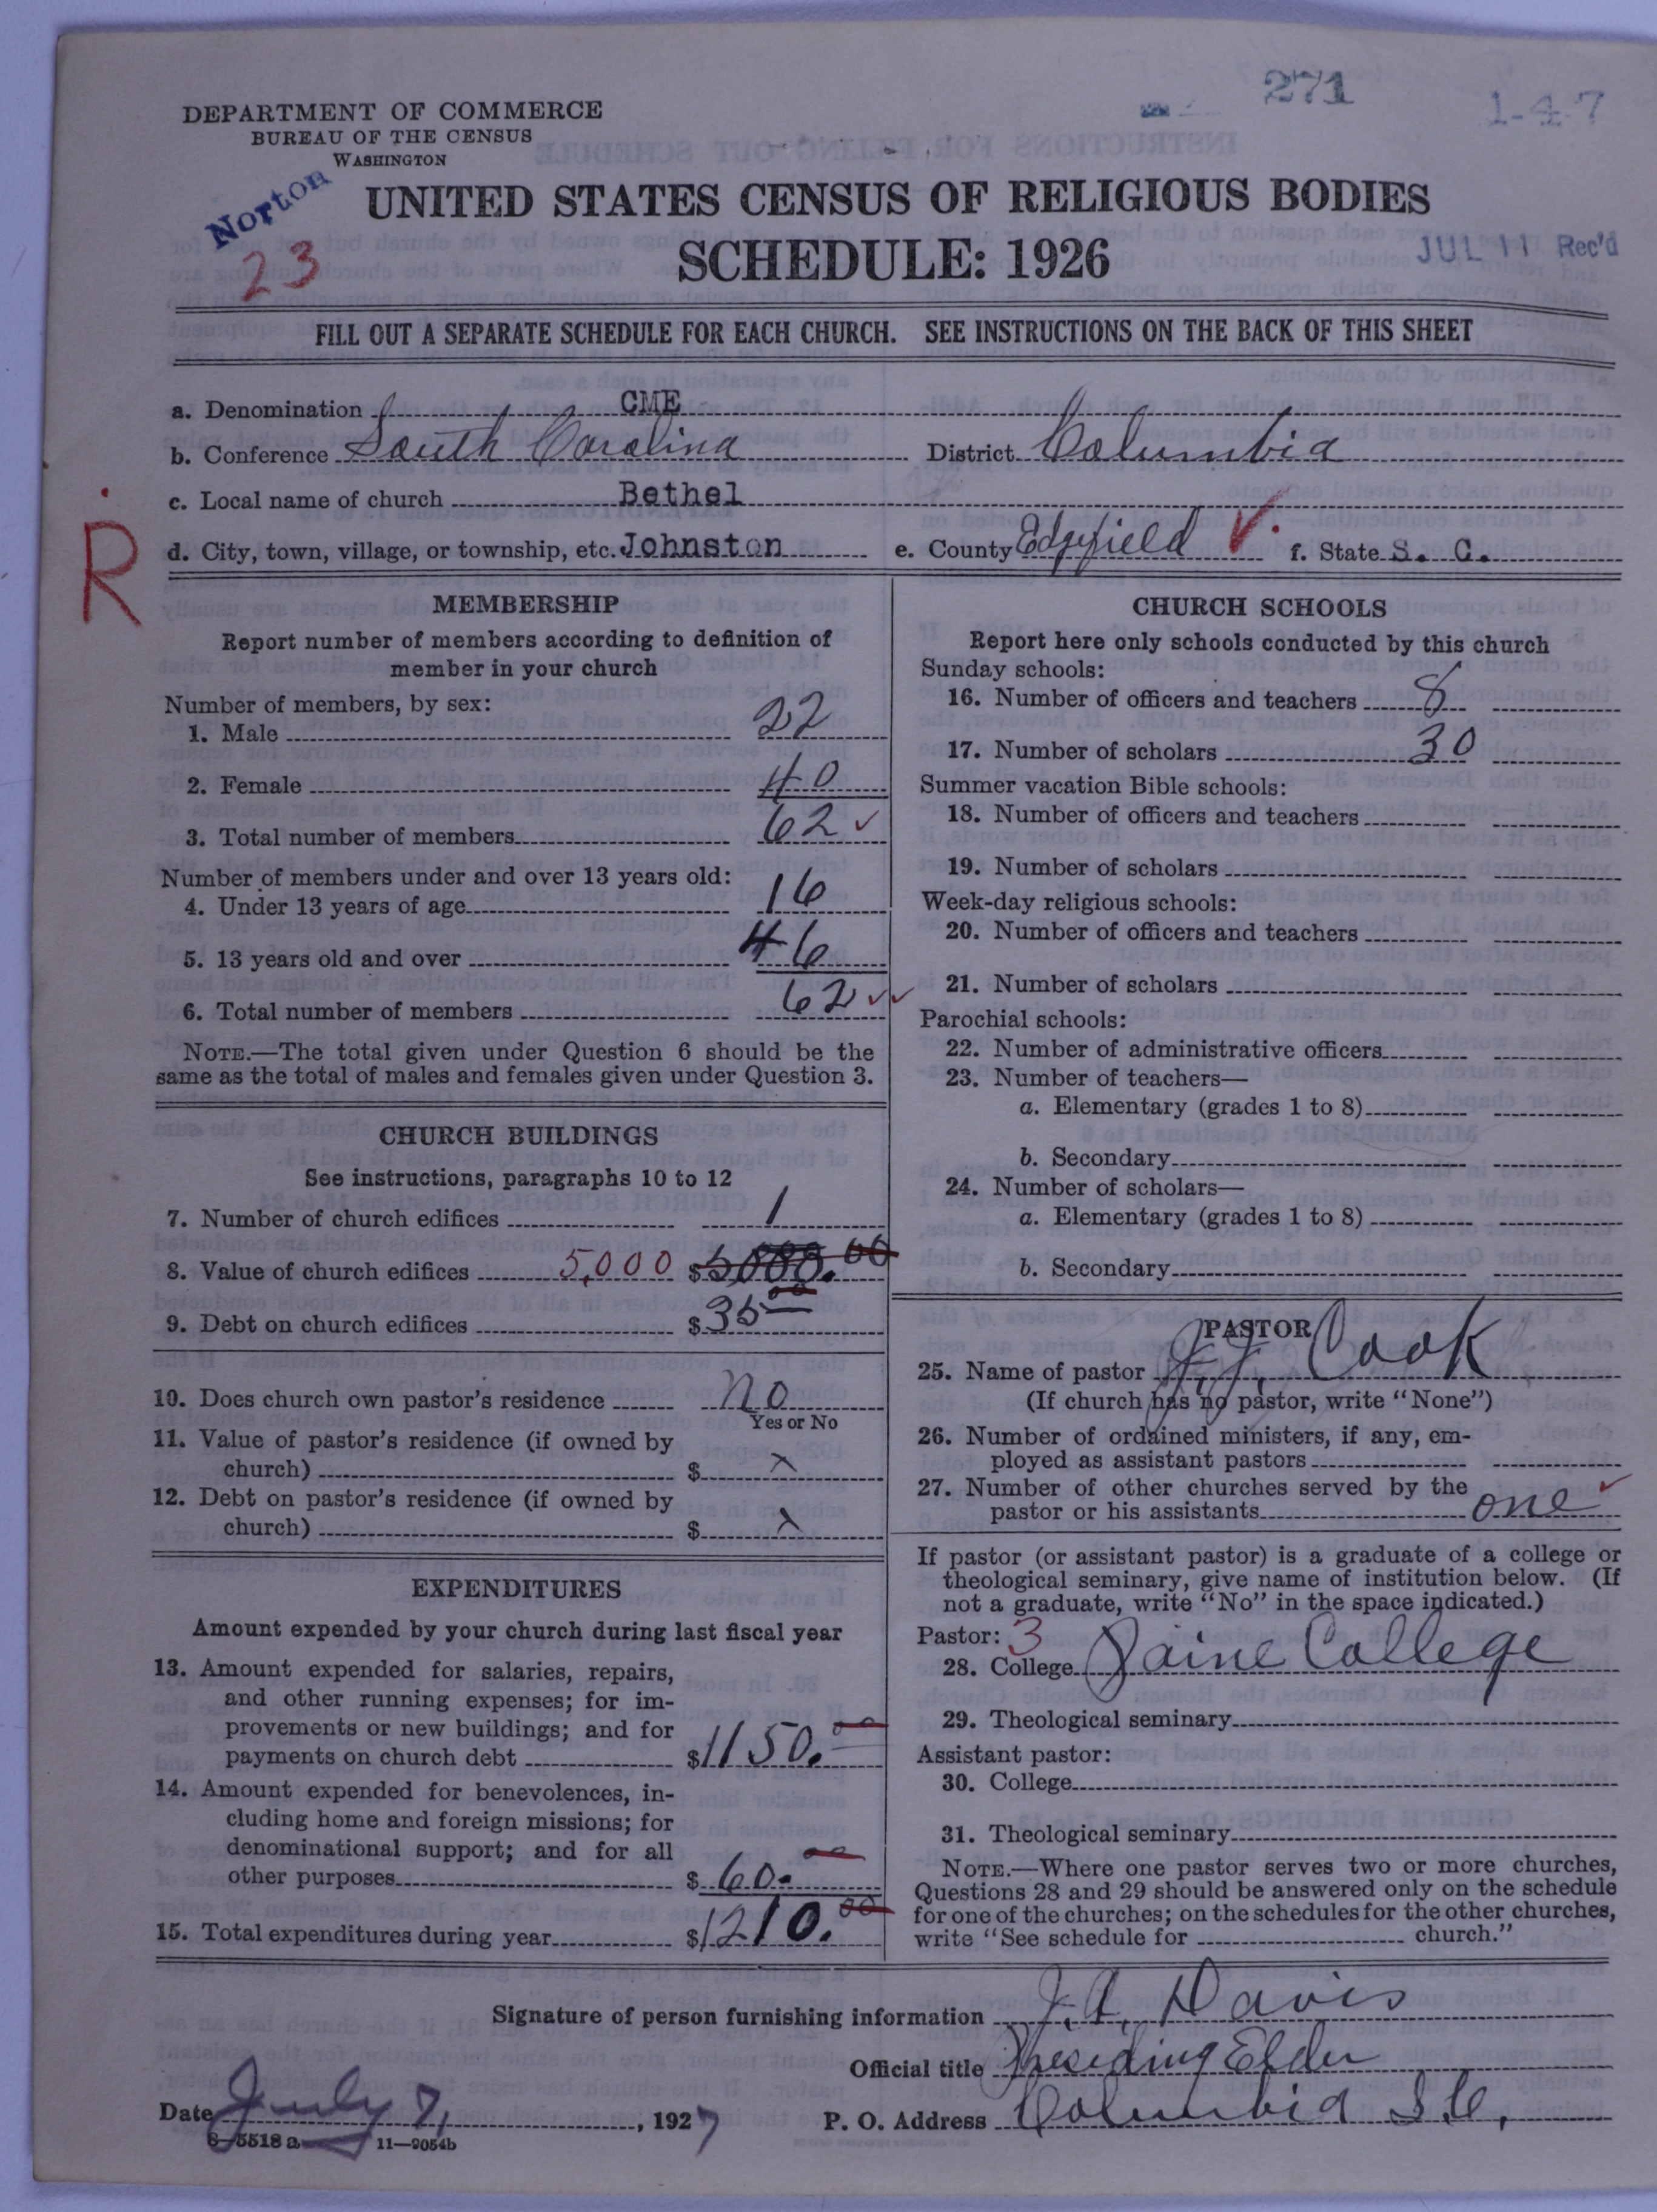 271
1-47
DEPARTMENT OF COMMERCE
BUREAU OF THE CENSUS
WASHINGTON
Norton
23
UNITED STATES CENSUS OF RELIGIOUS BODIES
SCHEDULE: 1926
JUL 11 Rec'd
FILL OUT A SEPARATE SCHEDULE FOR EACH CHURCH. SEE INSTRUCTIONS ON THE BACK OF THIS SHEET
a. Denomination CME
b. Conference South Carolina District Columbia
c. Local name of church Bethel
R
d. City, town, village, or township, etc. Johnston e. County Edgefield f. State S. C.
MEMBERSHIP
Report number of members according to definition of
member in your church
Number of members, by sex:
1. Male 22
2. Female 40
3. Total number of members 62
Number of members under and over 13 years old:
4. Under 13 years of age 16
5. 13 years old and over 46
6. Total number of members 62
NOTE.—The total given under Question 6 should be the
same as the total of males and females given under Question 3.
CHURCH BUILDINGS
See instructions, paragraphs 10 to 12
7. Number of church edifices 1
8. Value of church edifices 5,000 $5000.00
9. Debt on church edifices $35 00
10. Does church own pastor's residence No
Yes or No
11. Value of pastor's residence (if owned by
church) $ x
12. Debt on pastor's residence (if owned by
church) $ x
EXPENDITURES
Amount expended by your church during last fiscal year
13. Amount expended for salaries, repairs,
and other running expenses; for im-
provements or new buildings; and for
payments on church debt $1150.00
14. Amount expended for benevolences, in-
cluding home and foreign missions; for
denominational support; and for all
other purposes $60.00
15. Total expenditures during year $1210.00
CHURCH SCHOOLS
Report here only schools conducted by this church
Sunday schools:
16. Number of officers and teachers 8
17. Number of scholars 30
Summer vacation Bible schools:
18. Number of officers and teachers
19. Number of scholars
Week-day religious schools:
20. Number of officers and teachers
21. Number of scholars
Parochial schools:
22. Number of administrative officers
23. Number of teachers—
a. Elementary (grades 1 to 8)
b. Secondary
24. Number of scholars—
a. Elementary (grades 1 to 8)
b. Secondary
PASTOR
25. Name of pastor J. J. Cook
(If church has no pastor, write "None")
26. Number of ordained ministers, if any, em-
ployed as assistant pastors
27. Number of other churches served by the
pastor or his assistants one
If pastor (or assistant pastor) is a graduate of a college or
theological seminary, give name of institution below. (If
not a graduate, write "No" in the space indicated.)
Pastor: 3
28. College Paine College
29. Theological seminary
Assistant pastor:
30. College
31. Theological seminary
NOTE.—Where one pastor serves two or more churches,
Questions 28 and 29 should be answered only on the schedule
for one of the churches; on the schedules for the other churches,
write "See schedule for church."
Signature of person furnishing information J. A. Davis
Official title Presiding Elder
Date July 7, 1927 P. O. Address Columbia S. C.
8-5518 a 11—9054b